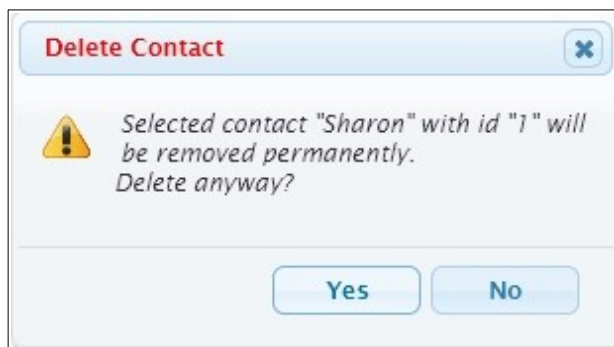 Delete Contact
Selected contact "Sharon" with id "1" will
be removed permanently.
Delete anyway?
Yes No